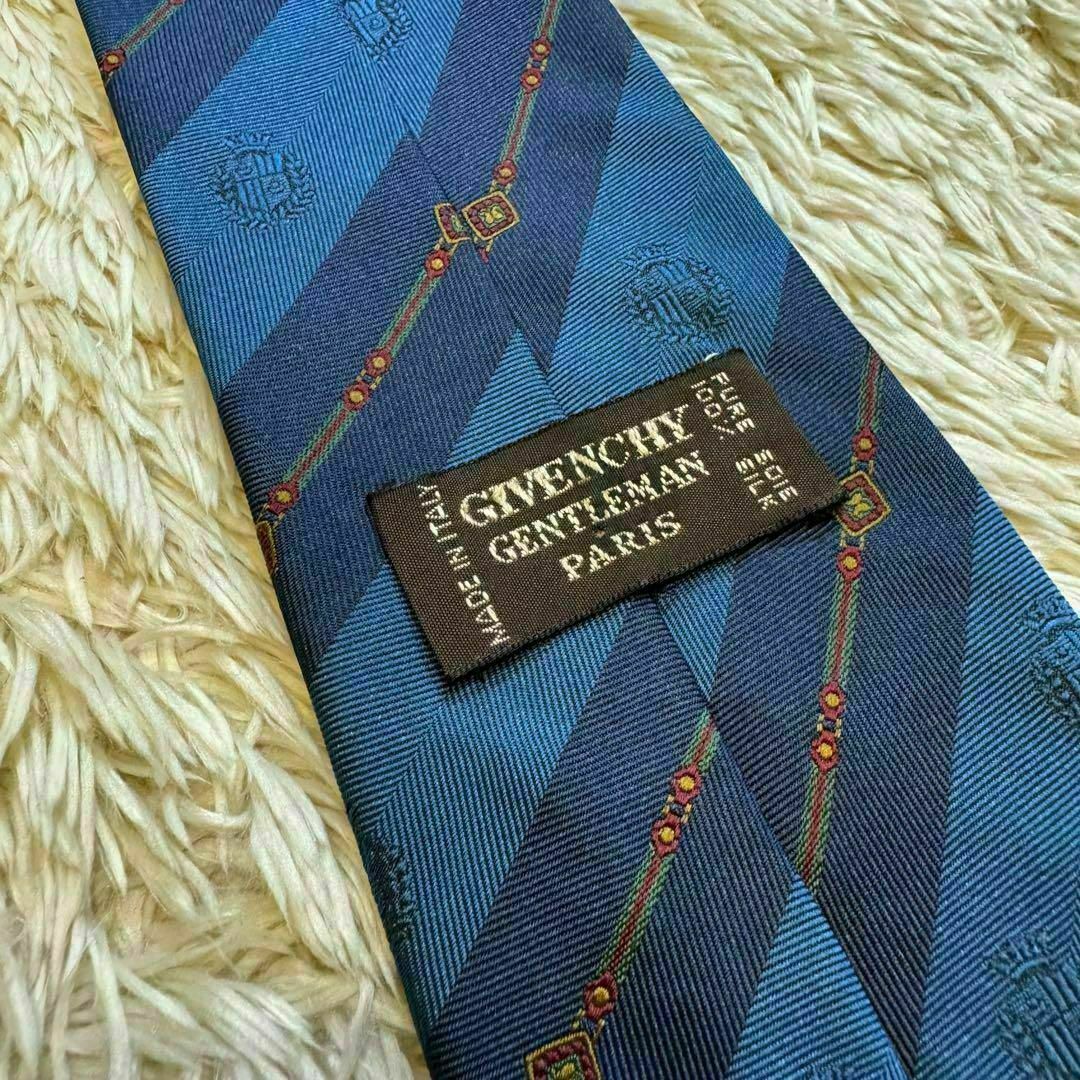 MADE IN ITALY
GIVENCHY
GENTLEMAN
PARIS
PURE SOIE
100% SILK